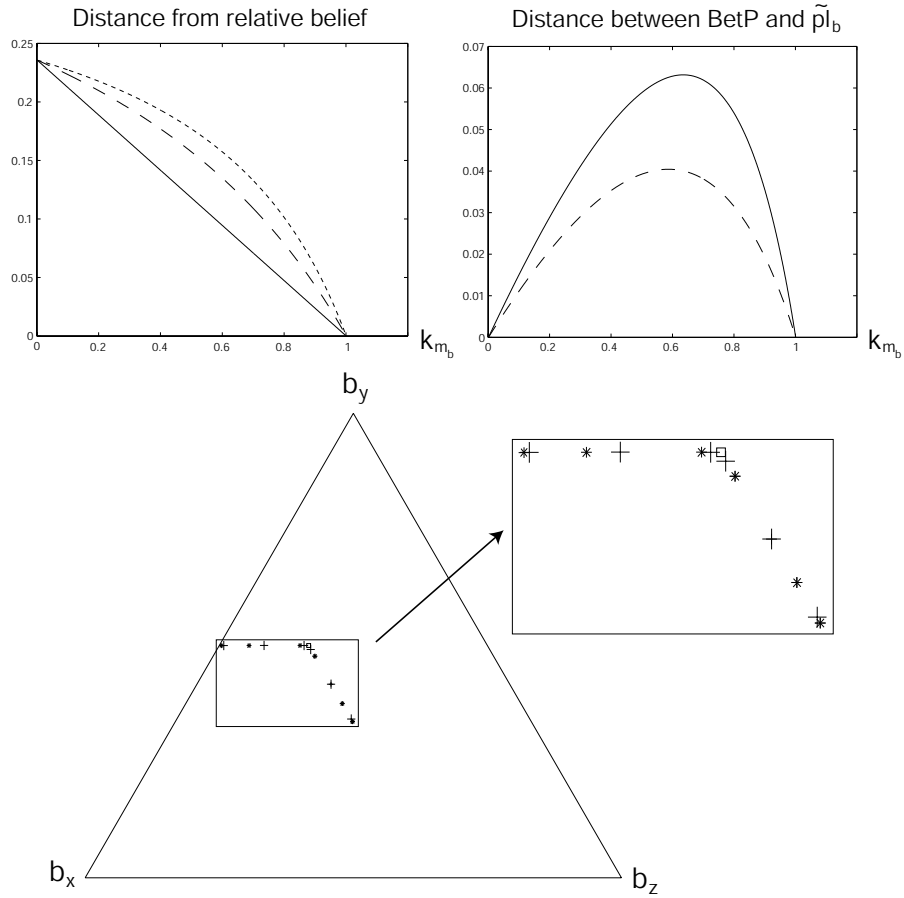 Distance from relative belief
0.25
0.2
0.15
0.1
0.05
0
0 0.2 0.4 0.6 0.8 1
k_{m_b}
Distance between BetP and p̃l_b
0.07
0.06
0.05
0.04
0.03
0.02
0.01
0
0 0.2 0.4 0.6 0.8 1
k_{m_b}
b_y
b_x
b_z